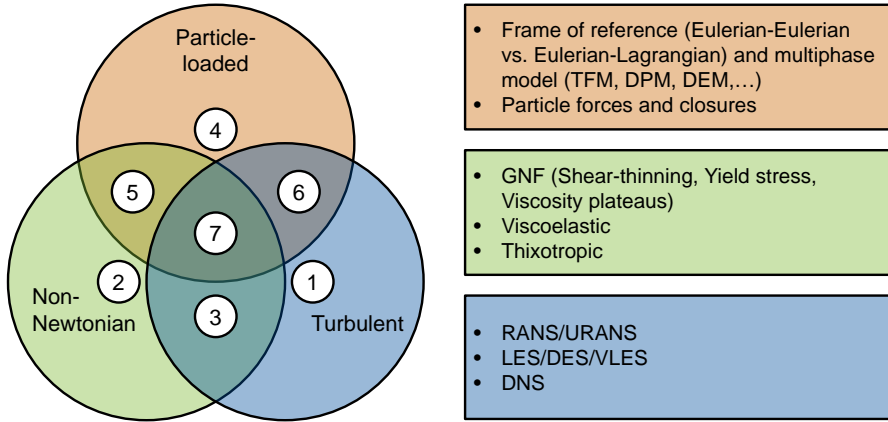 Particle-
loaded
4
5
6
7
2
1
Non-
Newtonian
3
Turbulent
• Frame of reference (Eulerian-Eulerian
vs. Eulerian-Lagrangian) and multiphase
model (TFM, DPM, DEM,…)
• Particle forces and closures
• GNF (Shear-thinning, Yield stress,
Viscosity plateaus)
• Viscoelastic
• Thixotropic
• RANS/URANS
• LES/DES/VLES
• DNS